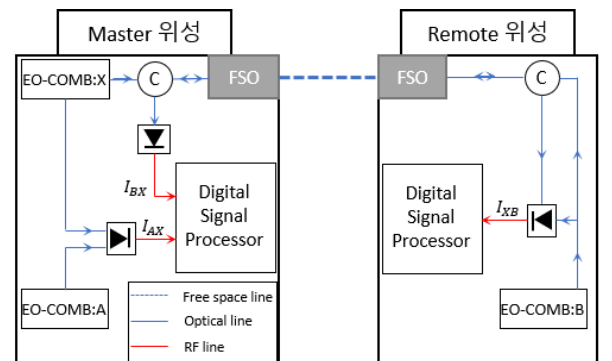 Master 위성
Remote 위성
EO-COMB:X
C
FSO
FSO
C
I_BX
Digital
Signal
Processor
I_AX
Digital
Signal
Processor
I_XB
EO-COMB:A
EO-COMB:B
Free space line
Optical line
RF line